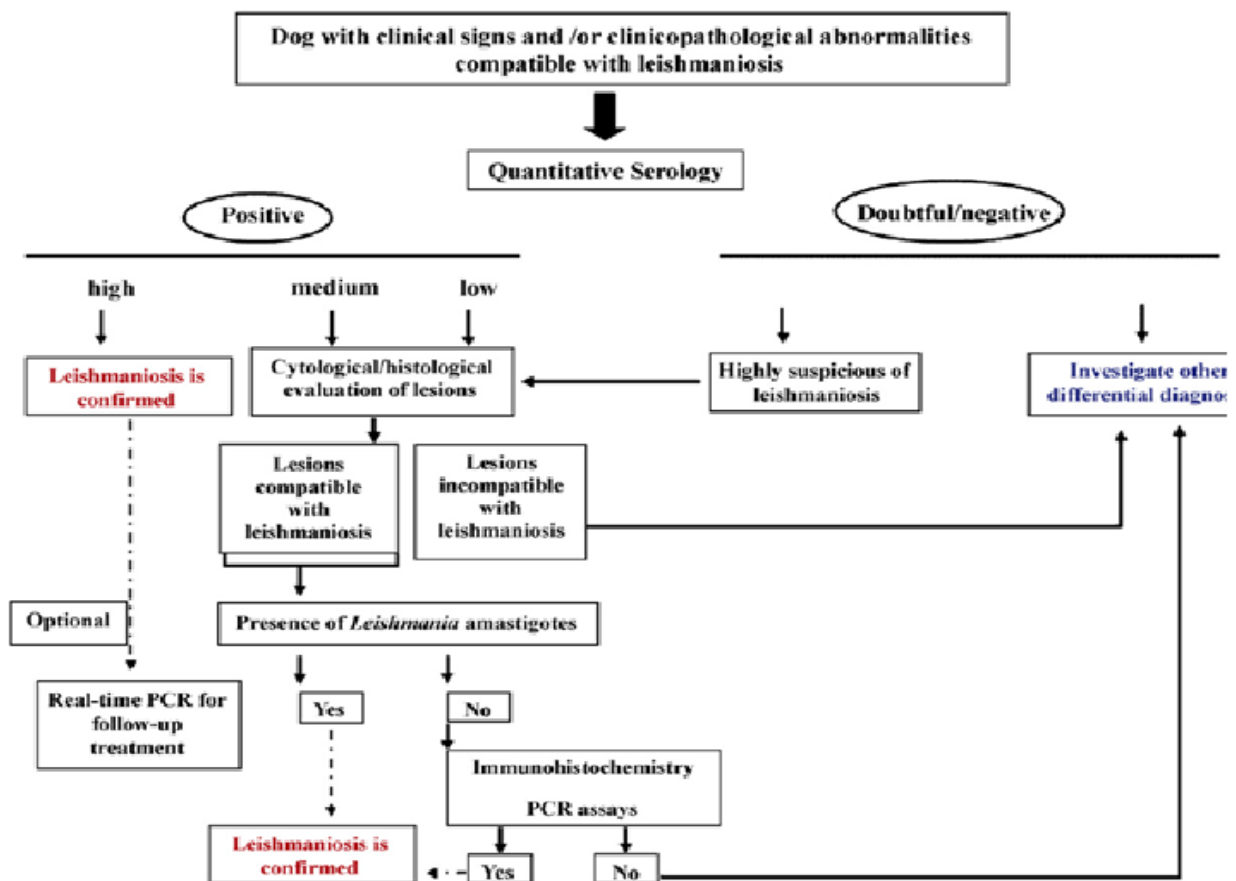 Dog with clinical signs and /or clinicopathological abnormalities
compatible with leishmaniosis
Quantitative Serology
Positive
Doubtful/negative
high
medium
low
Leishmaniosis is
confirmed
Cytological/histological
evaluation of lesions
Highly suspicious of
leishmaniosis
Investigate other
differential diagnos
Lesions
compatible
with
leishmaniosis
Lesions
incompatible
with
leishmaniosis
Optional
Presence of Leishmania amastigotes
Real-time PCR for
follow-up
treatment
Yes
No
Immunohistochemistry
PCR assays
Leishmaniosis is
confirmed
Yes
No